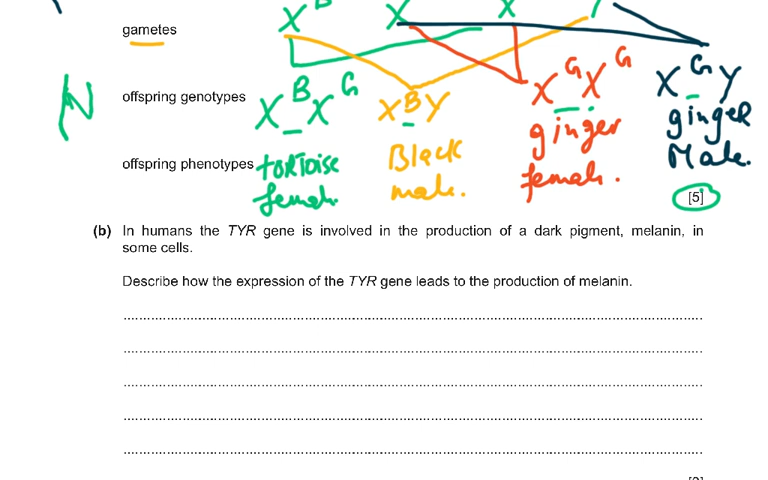 X B X X Y
gametes
X B X G X B Y X G X G X G Y
offspring genotypes
ginger ginger
offspring phenotypes tortoise Black female. Male.
female. male.
[5]
(b) In humans the TYR gene is involved in the production of a dark pigment, melanin, in
some cells.
Describe how the expression of the TYR gene leads to the production of melanin.